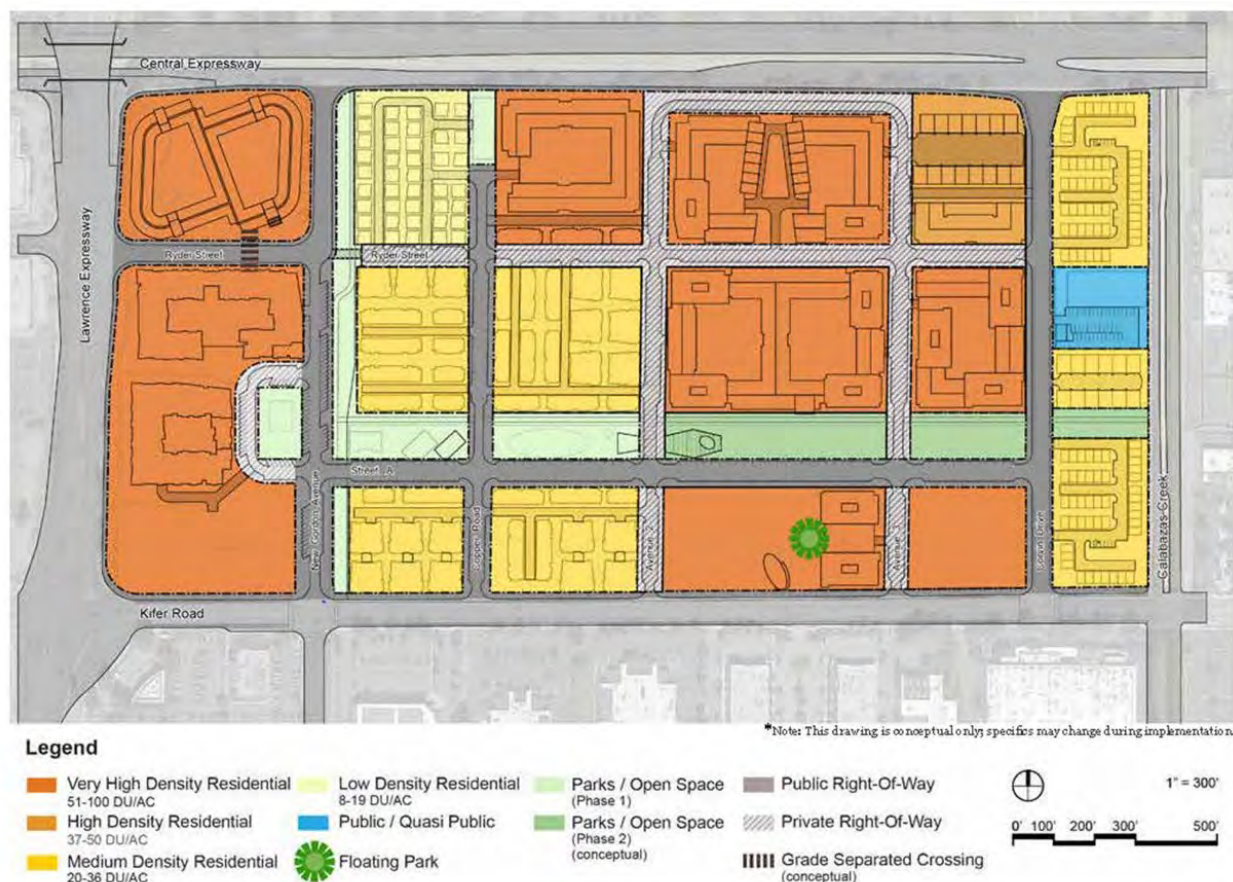 Central Expressway
Lawrence Expressway
Ryder Street
Ryder Street
Street A
Copper Road
Avenue 2
Calabazas Creek
Kifer Road
*Note: This drawing is conceptual only; specifics may change during implementation
Legend
Very High Density Residential
51-100 DU/AC
High Density Residential
37-50 DU/AC
Medium Density Residential
20-36 DU/AC
Low Density Residential
8-19 DU/AC
Public / Quasi Public
Floating Park
Parks / Open Space
(Phase 1)
Parks / Open Space
(Phase 2)
(conceptual)
Public Right-Of-Way
Private Right-Of-Way
Grade Separated Crossing
(conceptual)
1" = 300'
0' 100' 200' 300' 500'